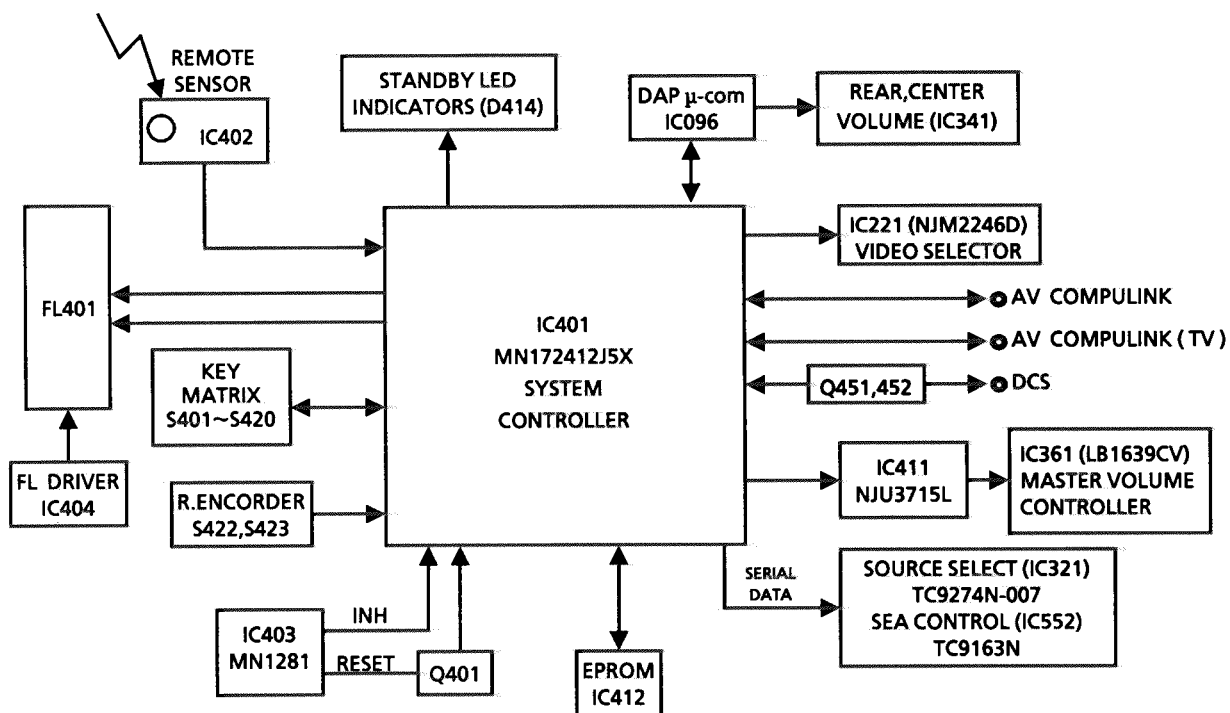 REMOTE
SENSOR
IC402
STANDBY LED
INDICATORS (D414)
DAP μ-com
IC096
REAR,CENTER
VOLUME (IC341)
IC221 (NJM2246D)
VIDEO SELECTOR
FL401
AV COMPULINK
AV COMPULINK ( TV )
Q451,452
DCS
IC401
MN172412J5X
SYSTEM
CONTROLLER
KEY
MATRIX
S401~S420
FL DRIVER
IC404
R.ENCORDER
S422,S423
IC411
NJU3715L
IC361 (LB1639CV)
MASTER VOLUME
CONTROLLER
SERIAL
DATA
SOURCE SELECT (IC321)
TC9274N-007
SEA CONTROL (IC552)
TC9163N
IC403
MN1281
INH
RESET
Q401
EPROM
IC412